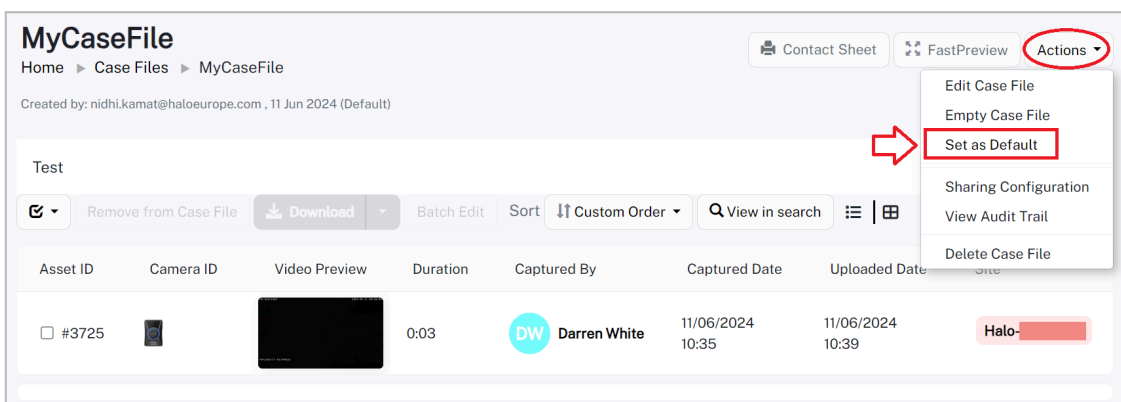 MyCaseFile
Contact Sheet
FastPreview
Actions
Home ▶ Case Files ▶ MyCaseFile
Edit Case File
Created by: nidhi.kamat@haloeurope.com , 11 Jun 2024 (Default)
Empty Case File
Set as Default
Test
Sharing Configuration
View Audit Trail
Delete Case File
Remove from Case File
Download
Batch Edit
Sort
Custom Order
View in search
Asset ID
Camera ID
Video Preview
Duration
Captured By
Captured Date
Uploaded Date
Site
#3725
0:03
DW
Darren White
11/06/2024
10:35
11/06/2024
10:39
Halo-